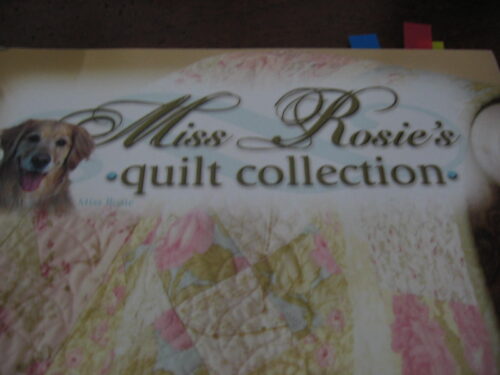 Miss Rosie's
•quilt collection•
Miss Rosie